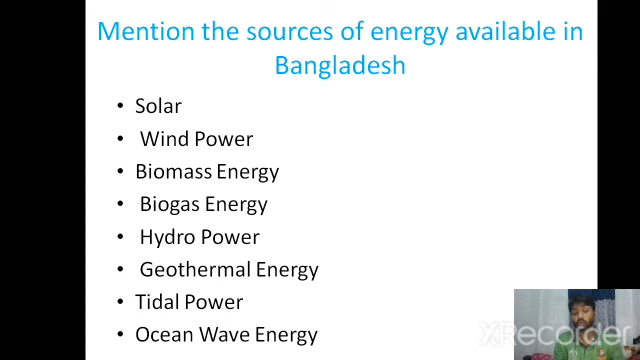 Mention the sources of energy available in
Bangladesh
• Solar
• Wind Power
• Biomass Energy
• Biogas Energy
• Hydro Power
• Geothermal Energy
• Tidal Power
• Ocean Wave Energy
XRecorder